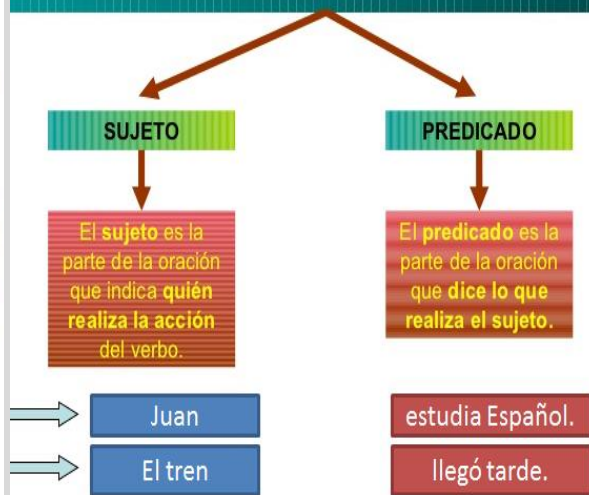 SUJETO
PREDICADO
El sujeto es la
parte de la oración
que indica quién
realiza la acción
del verbo.
El predicado es la
parte de la oración
que dice lo que
realiza el sujeto.
Juan
estudia Español.
El tren
llegó tarde.